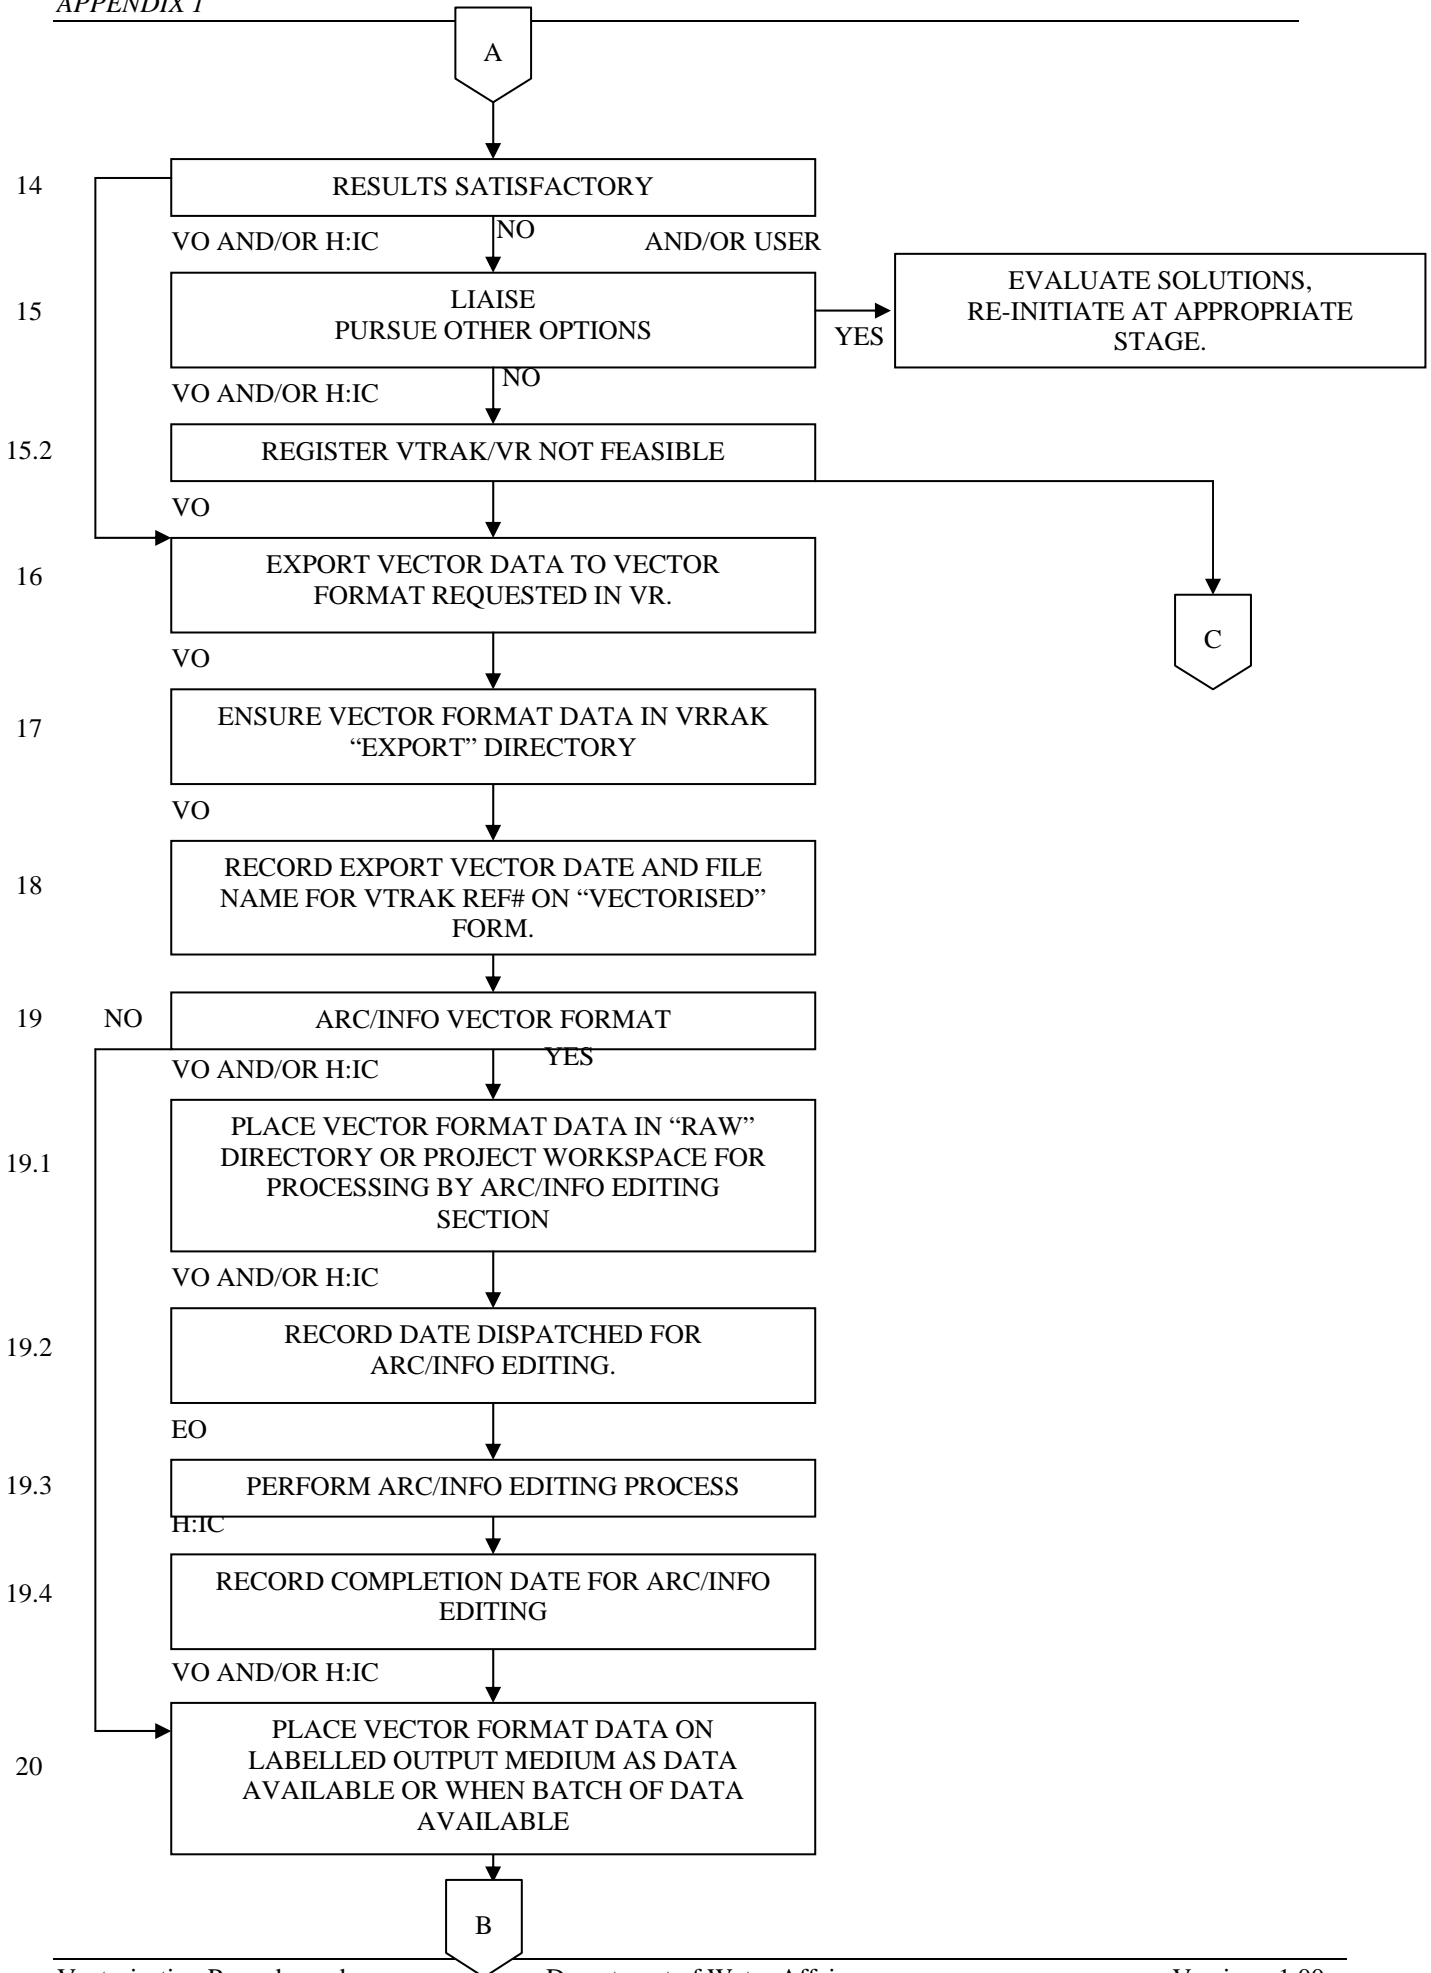 APPENDIX 1
A
14
RESULTS SATISFACTORY
VO AND/OR H:IC
NO
AND/OR USER
15
LIAISE
PURSUE OTHER OPTIONS
YES
EVALUATE SOLUTIONS,
RE-INITIATE AT APPROPRIATE
STAGE.
VO AND/OR H:IC
NO
15.2
REGISTER VTRAK/VR NOT FEASIBLE
VO
16
EXPORT VECTOR DATA TO VECTOR
FORMAT REQUESTED IN VR.
C
VO
17
ENSURE VECTOR FORMAT DATA IN VRRAK
“EXPORT” DIRECTORY
VO
18
RECORD EXPORT VECTOR DATE AND FILE
NAME FOR VTRAK REF# ON “VECTORISED”
FORM.
19
NO
ARC/INFO VECTOR FORMAT
YES
VO AND/OR H:IC
19.1
PLACE VECTOR FORMAT DATA IN “RAW”
DIRECTORY OR PROJECT WORKSPACE FOR
PROCESSING BY ARC/INFO EDITING
SECTION
VO AND/OR H:IC
19.2
RECORD DATE DISPATCHED FOR
ARC/INFO EDITING.
EO
19.3
PERFORM ARC/INFO EDITING PROCESS
H:IC
19.4
RECORD COMPLETION DATE FOR ARC/INFO
EDITING
VO AND/OR H:IC
20
PLACE VECTOR FORMAT DATA ON
LABELLED OUTPUT MEDIUM AS DATA
AVAILABLE OR WHEN BATCH OF DATA
AVAILABLE
B